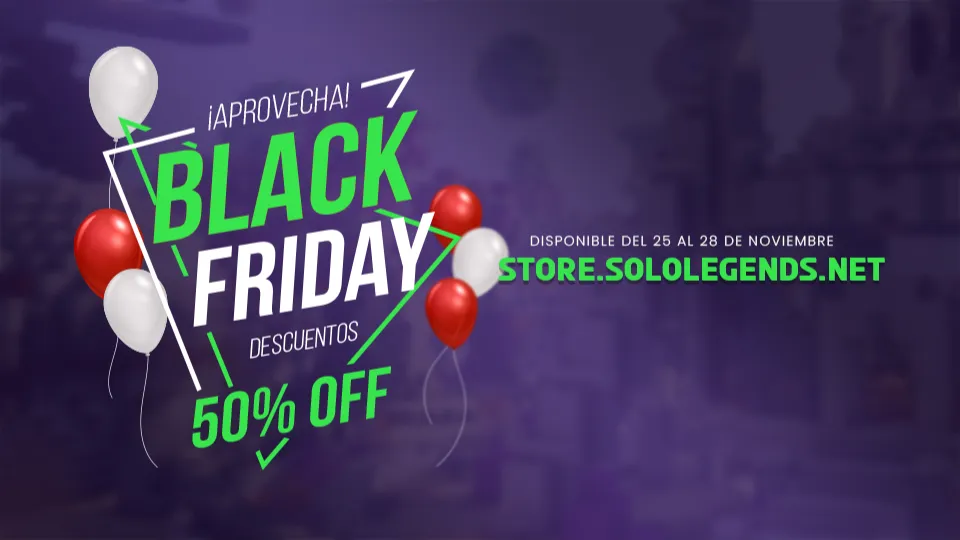 ¡APROVECHA!
BLACK
FRIDAY
DESCUENTOS
50% OFF
DISPONIBLE DEL 25 AL 28 DE NOVIEMBRE
STORE.SOLOLEGENDS.NET